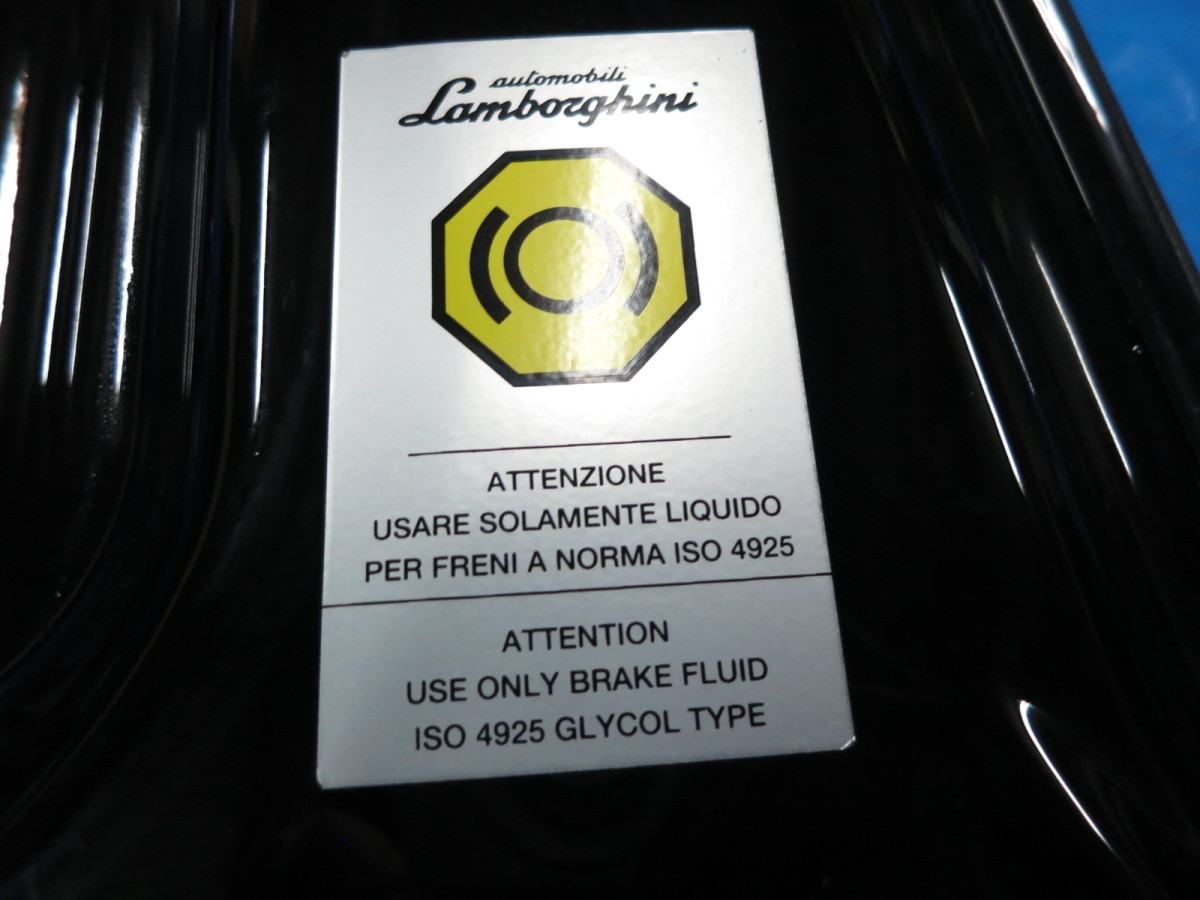 automobili
Lamborghini
ATTENZIONE
USARE SOLAMENTE LIQUIDO
PER FRENI A NORMA ISO 4925
ATTENTION
USE ONLY BRAKE FLUID
ISO 4925 GLYCOL TYPE